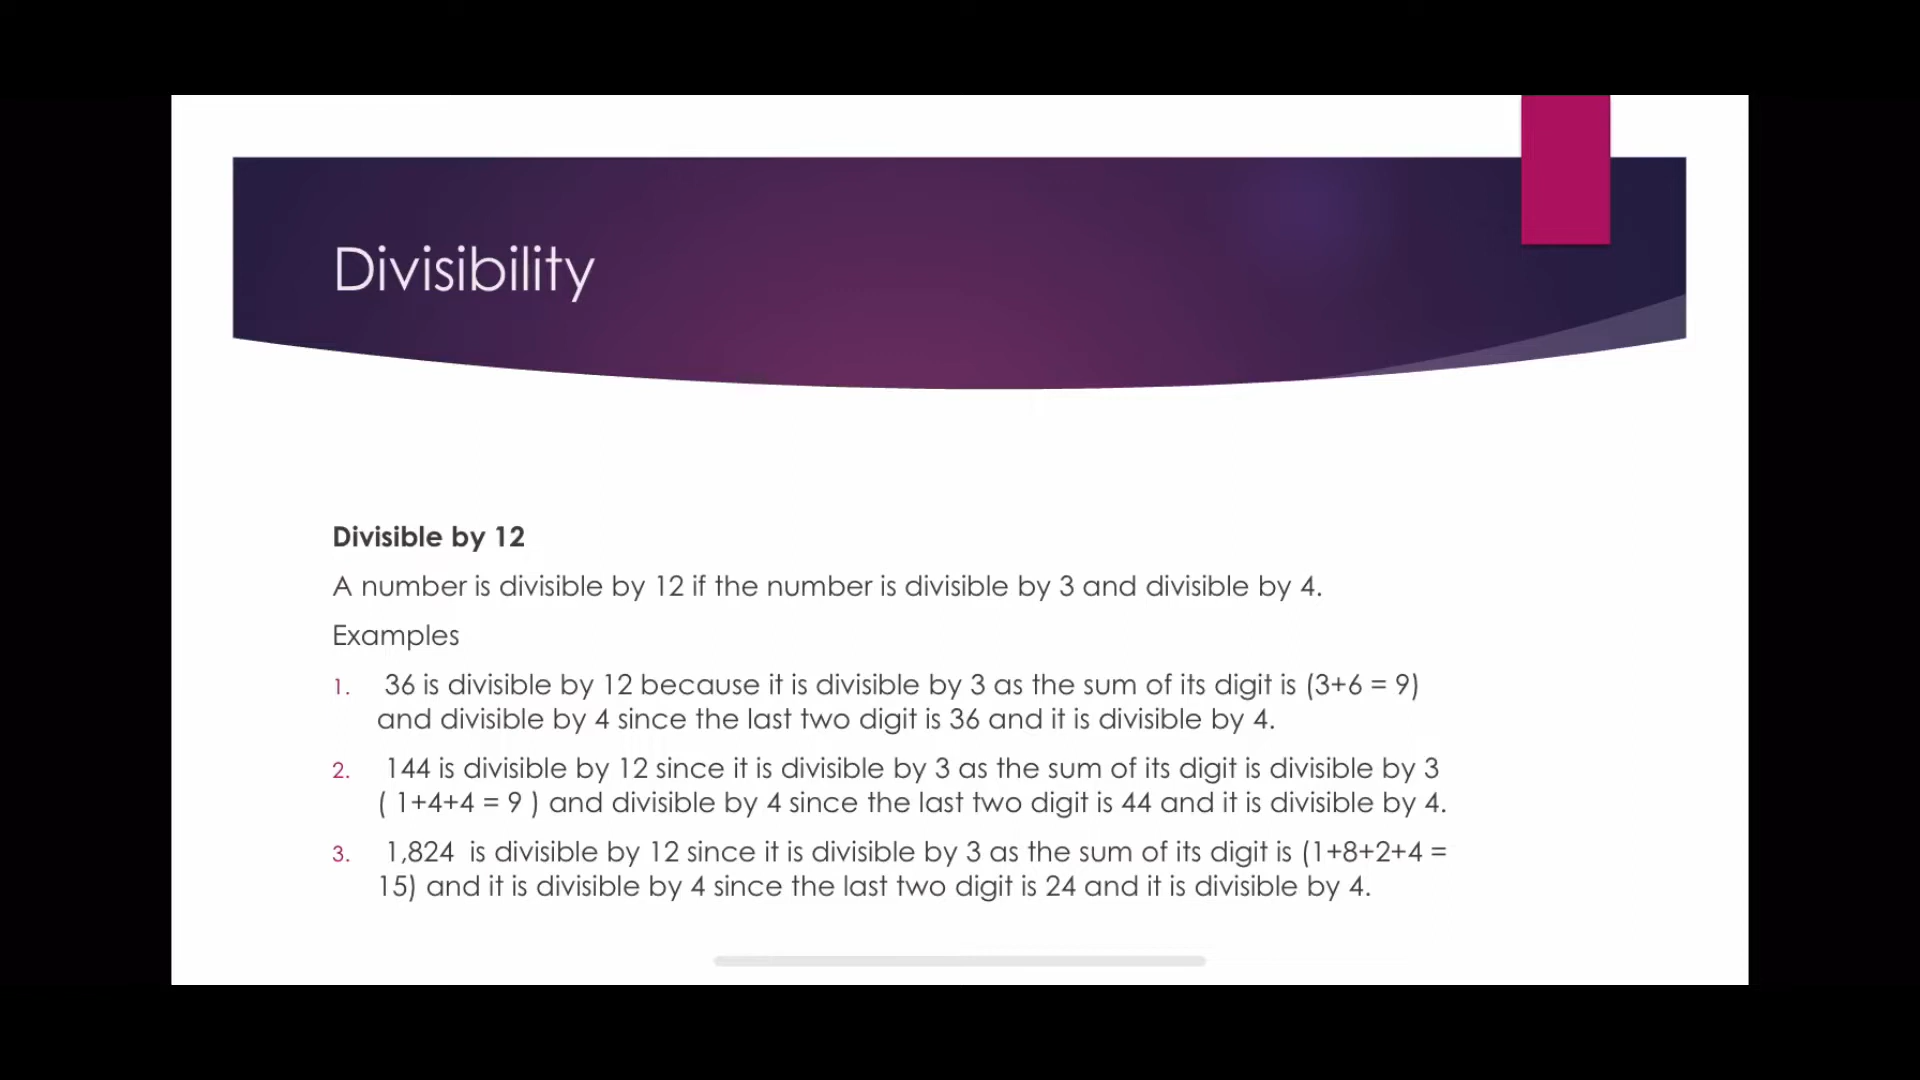 Divisibility
Divisible by 12
A number is divisible by 12 if the number is divisible by 3 and divisible by 4.
Examples
1. 36 is divisible by 12 because it is divisible by 3 as the sum of its digit is (3+6 = 9)
and divisible by 4 since the last two digit is 36 and it is divisible by 4.
2. 144 is divisible by 12 since it is divisible by 3 as the sum of its digit is divisible by 3
( 1+4+4 = 9 ) and divisible by 4 since the last two digit is 44 and it is divisible by 4.
3. 1,824 is divisible by 12 since it is divisible by 3 as the sum of its digit is (1+8+2+4 =
15) and it is divisible by 4 since the last two digit is 24 and it is divisible by 4.